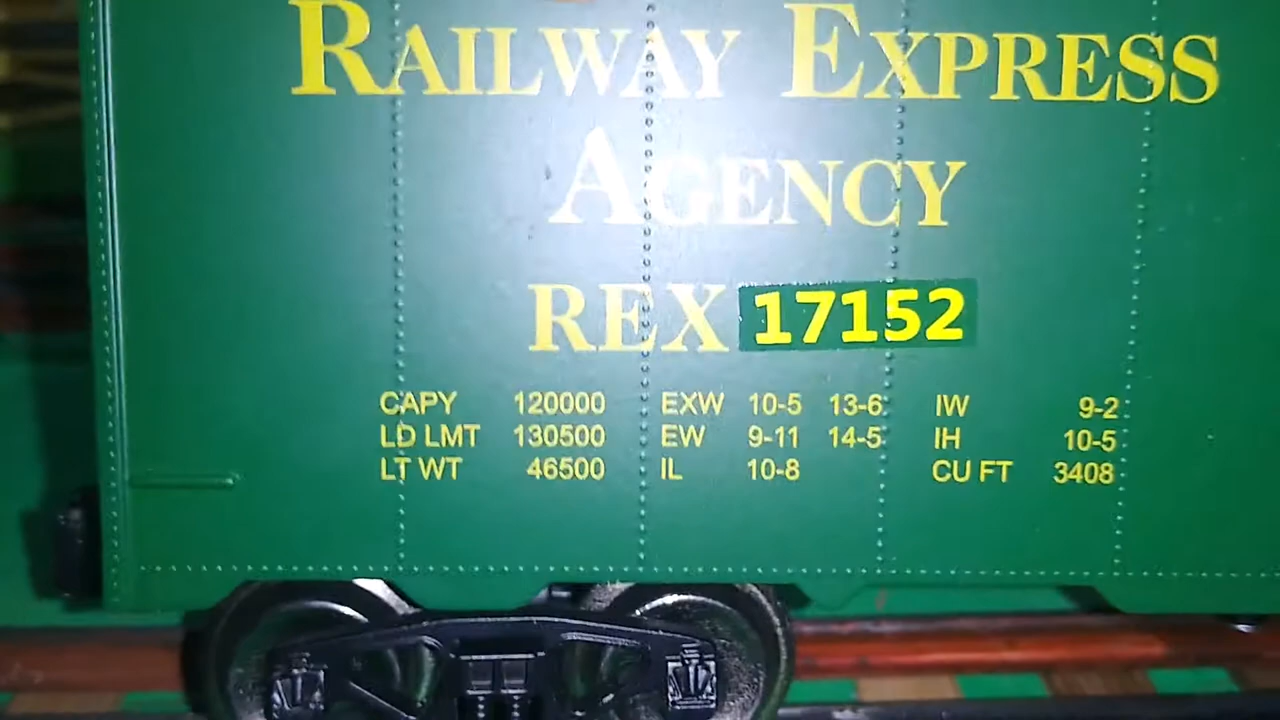 RAILWAY EXPRESS
AGENCY
REX 17152
CAPY 120000 EXW 10-5 13-6 IW 9-2
LD LMT 130500 EW 9-11 14-5 IH 10-5
LT WT 46500 IL 10-8 CU FT 3408